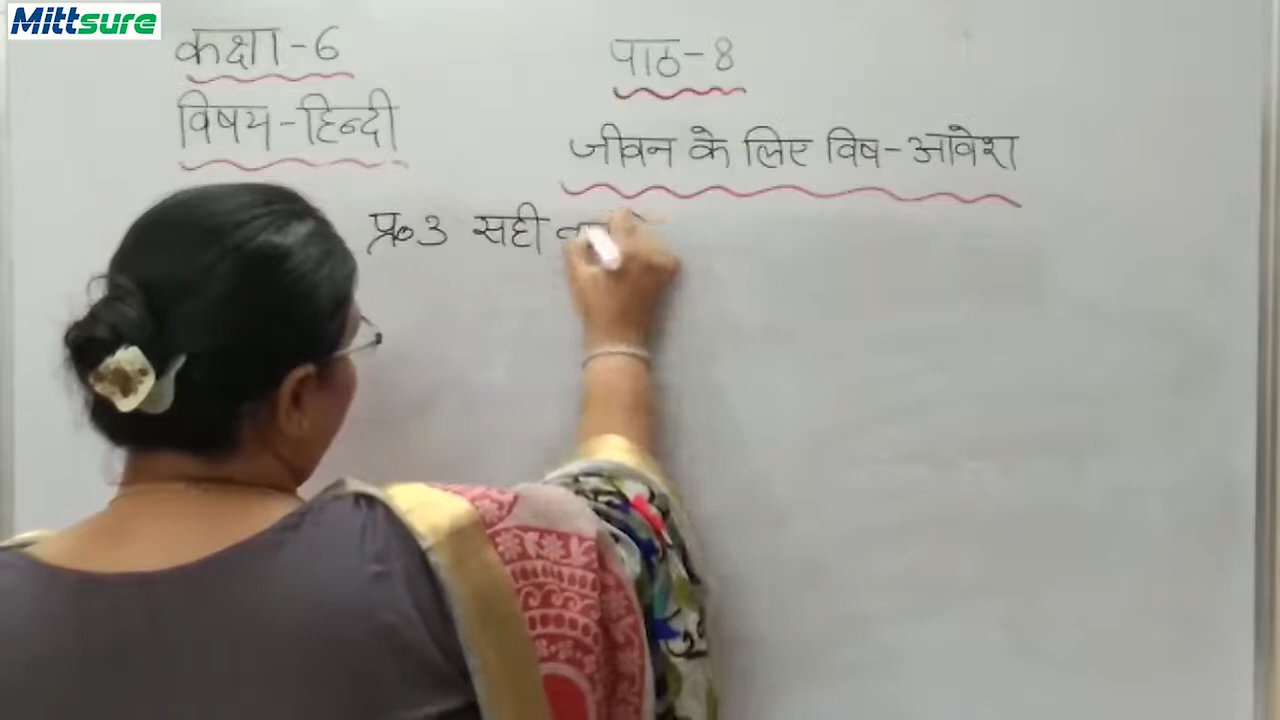 Mittsure
कक्षा-6
विषय-हिन्दी
पाठ-8
जीवन के लिए विष-आवेश
प्र०3 सही